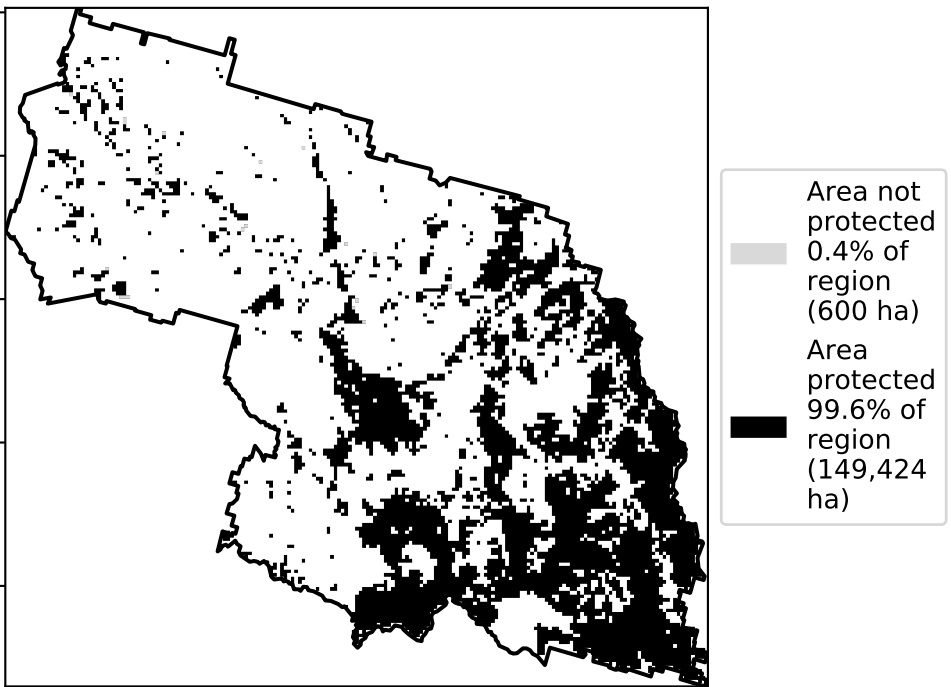 Area not
protected
0.4% of
region
(600 ha)
Area
protected
99.6% of
region
(149,424
ha)